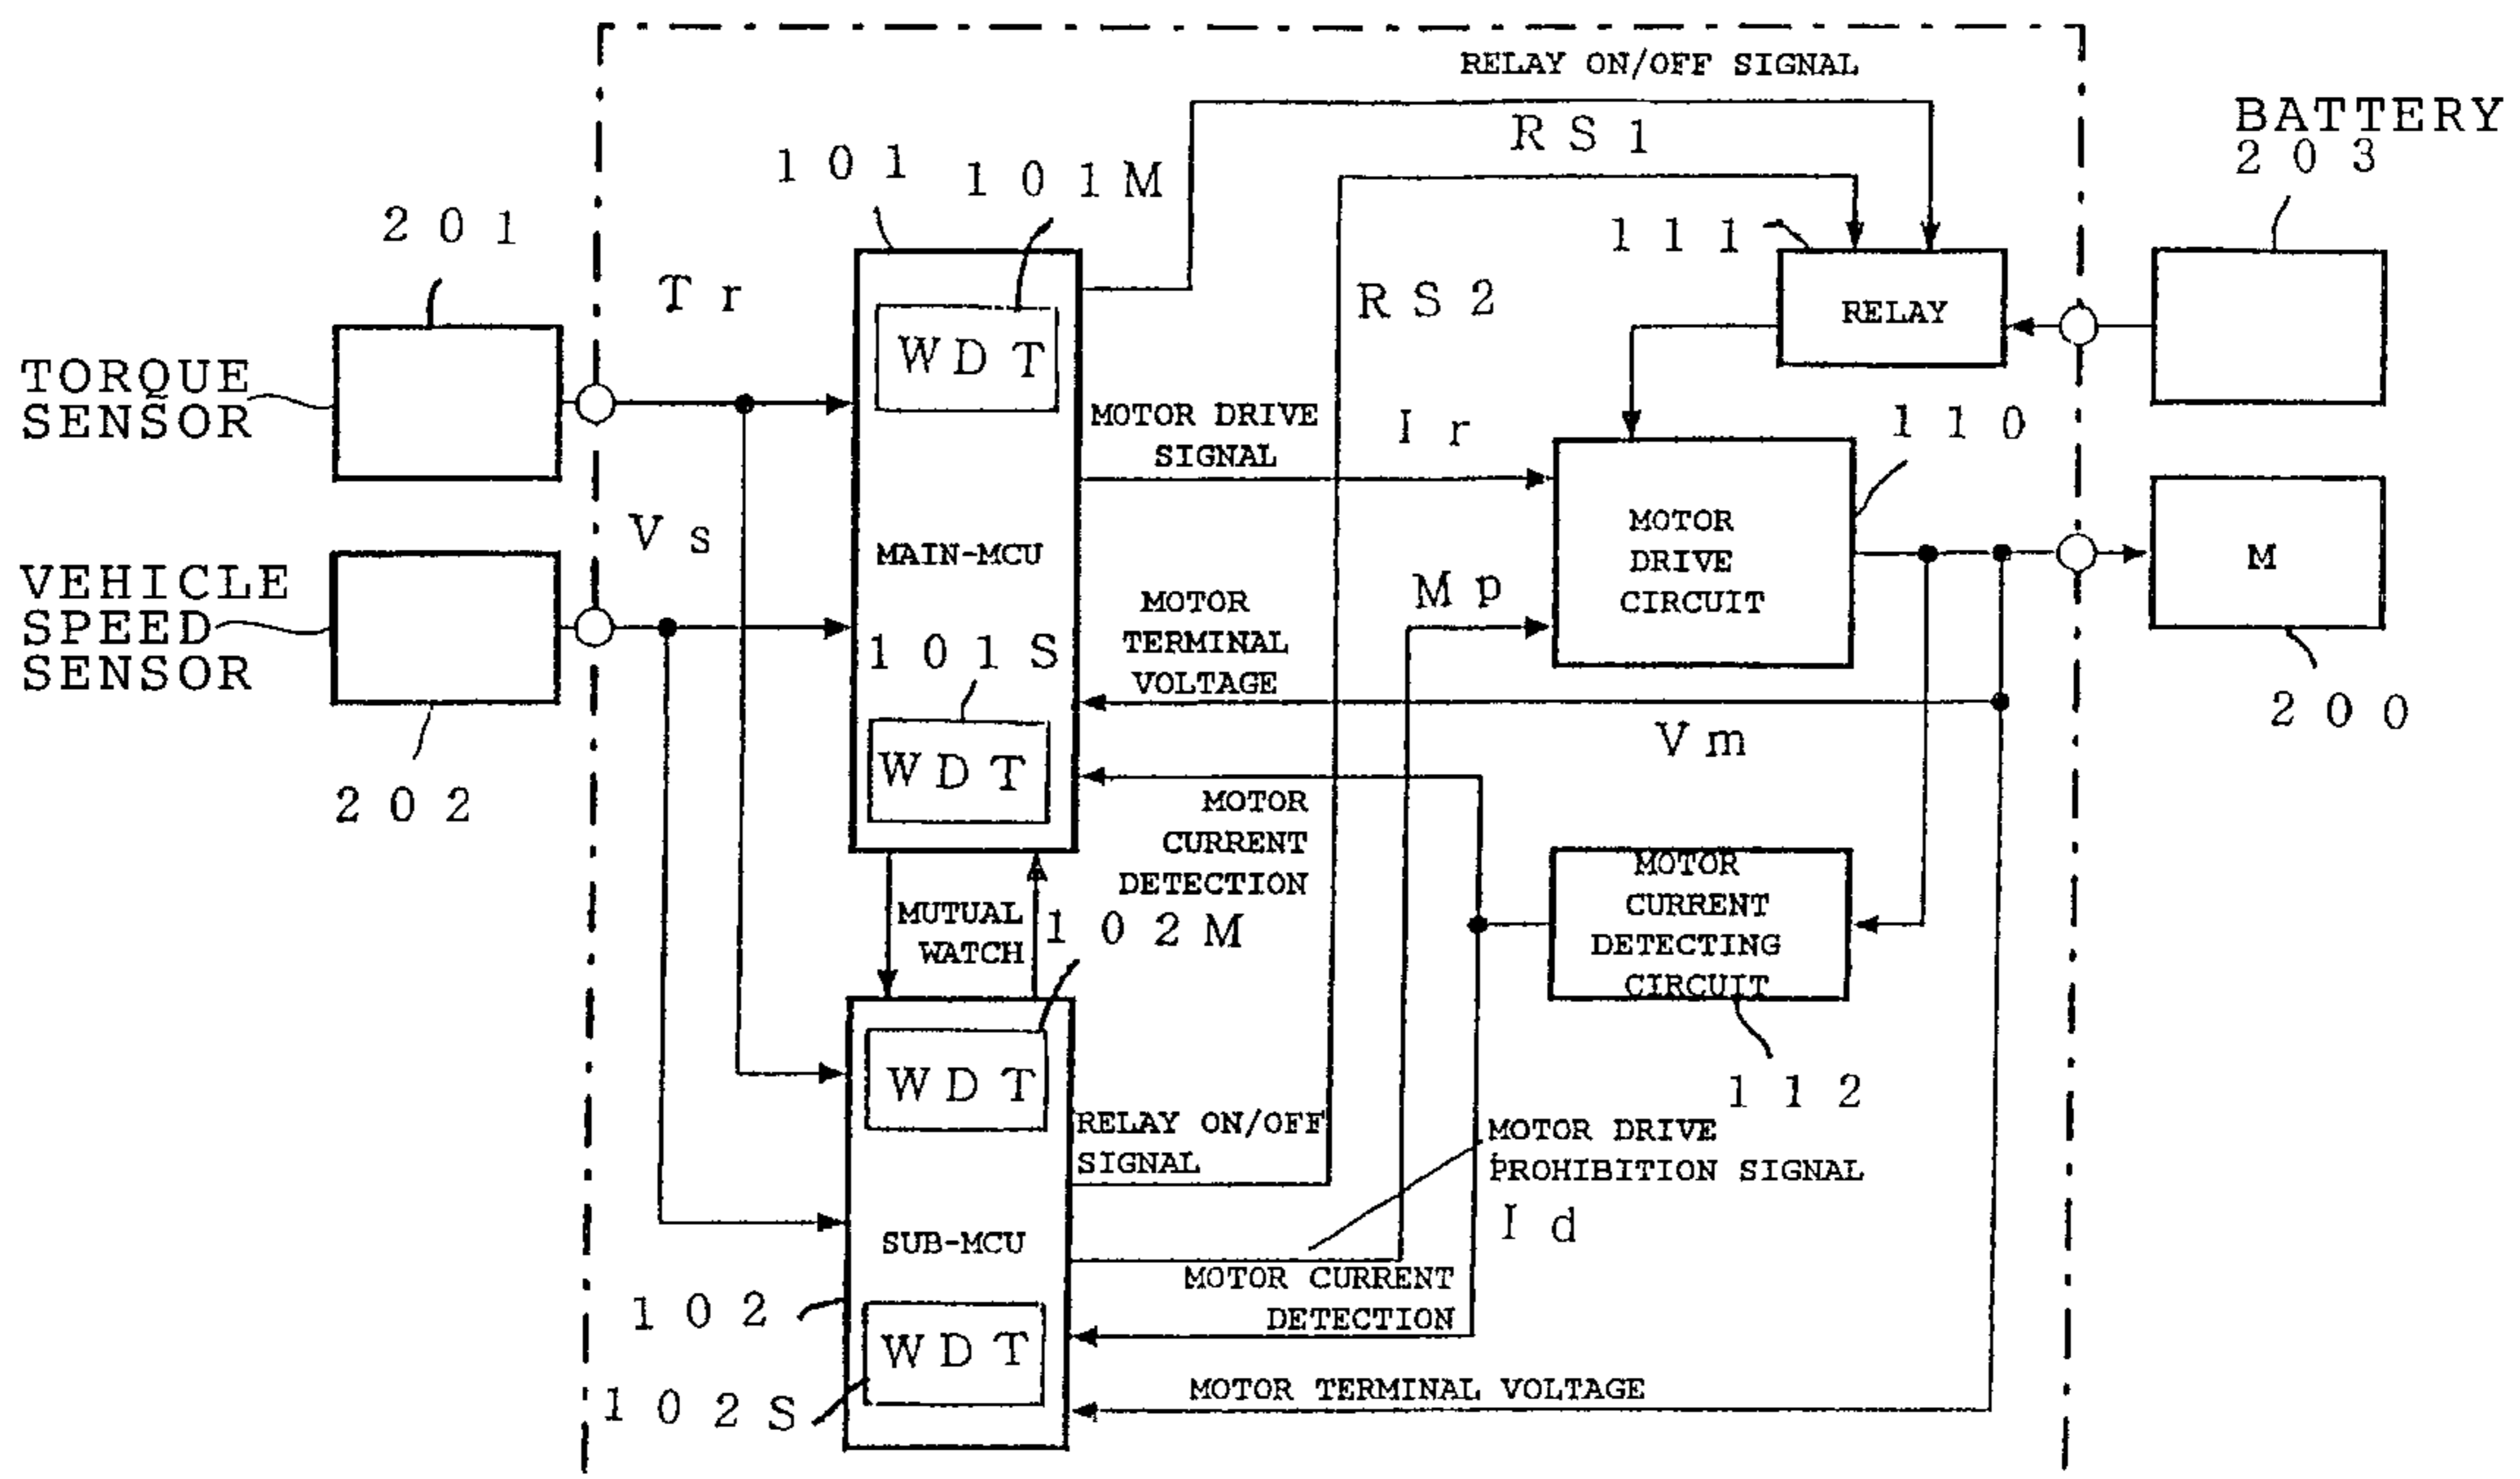 RELAY ON/OFF SIGNAL
BATTERY
203
RS1
101
101M
201
111
Tr
RS2
RELAY
WDT
TORQUE
SENSOR
MOTOR DRIVE
SIGNAL
Ir
110
Vs
MAIN-MCU
MOTOR
DRIVE
CIRCUIT
M
VEHICLE
SPEED
SENSOR
Mp
MOTOR
TERMINAL
VOLTAGE
101S
200
Vm
WDT
202
MOTOR
CURRENT
DETECTION
MOTOR
CURRENT
DETECTING
CIRCUIT
MUTUAL
WATCH
102M
WDT
112
RELAY ON/OFF
SIGNAL
MOTOR DRIVE
PROHIBITION SIGNAL
Id
SUB-MCU
MOTOR CURRENT
DETECTION
102
WDT
102S
MOTOR TERMINAL VOLTAGE